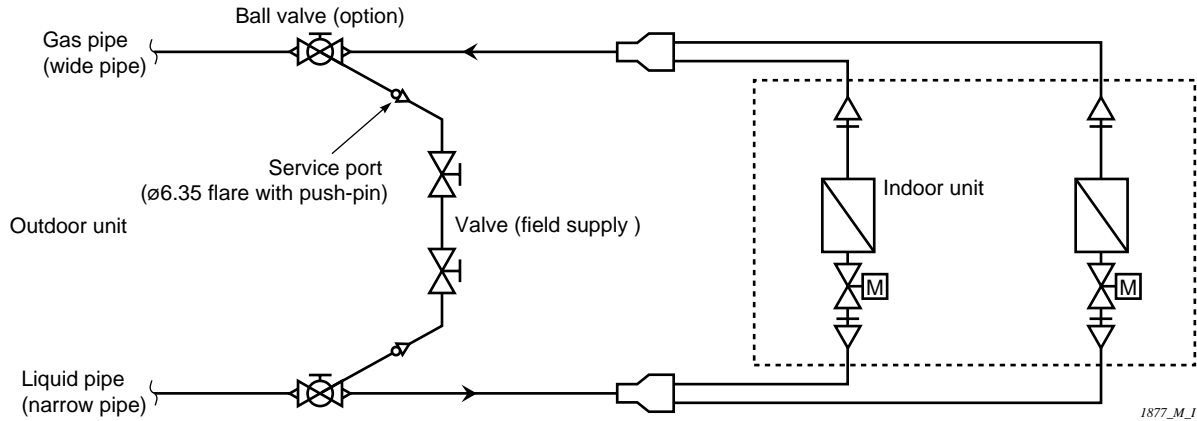 Ball valve (option)
Gas pipe
(wide pipe)
Service port
(ø6.35 flare with push-pin)
Indoor unit
Outdoor unit
Valve (field supply )
M
M
Liquid pipe
(narrow pipe)
1877_M_I